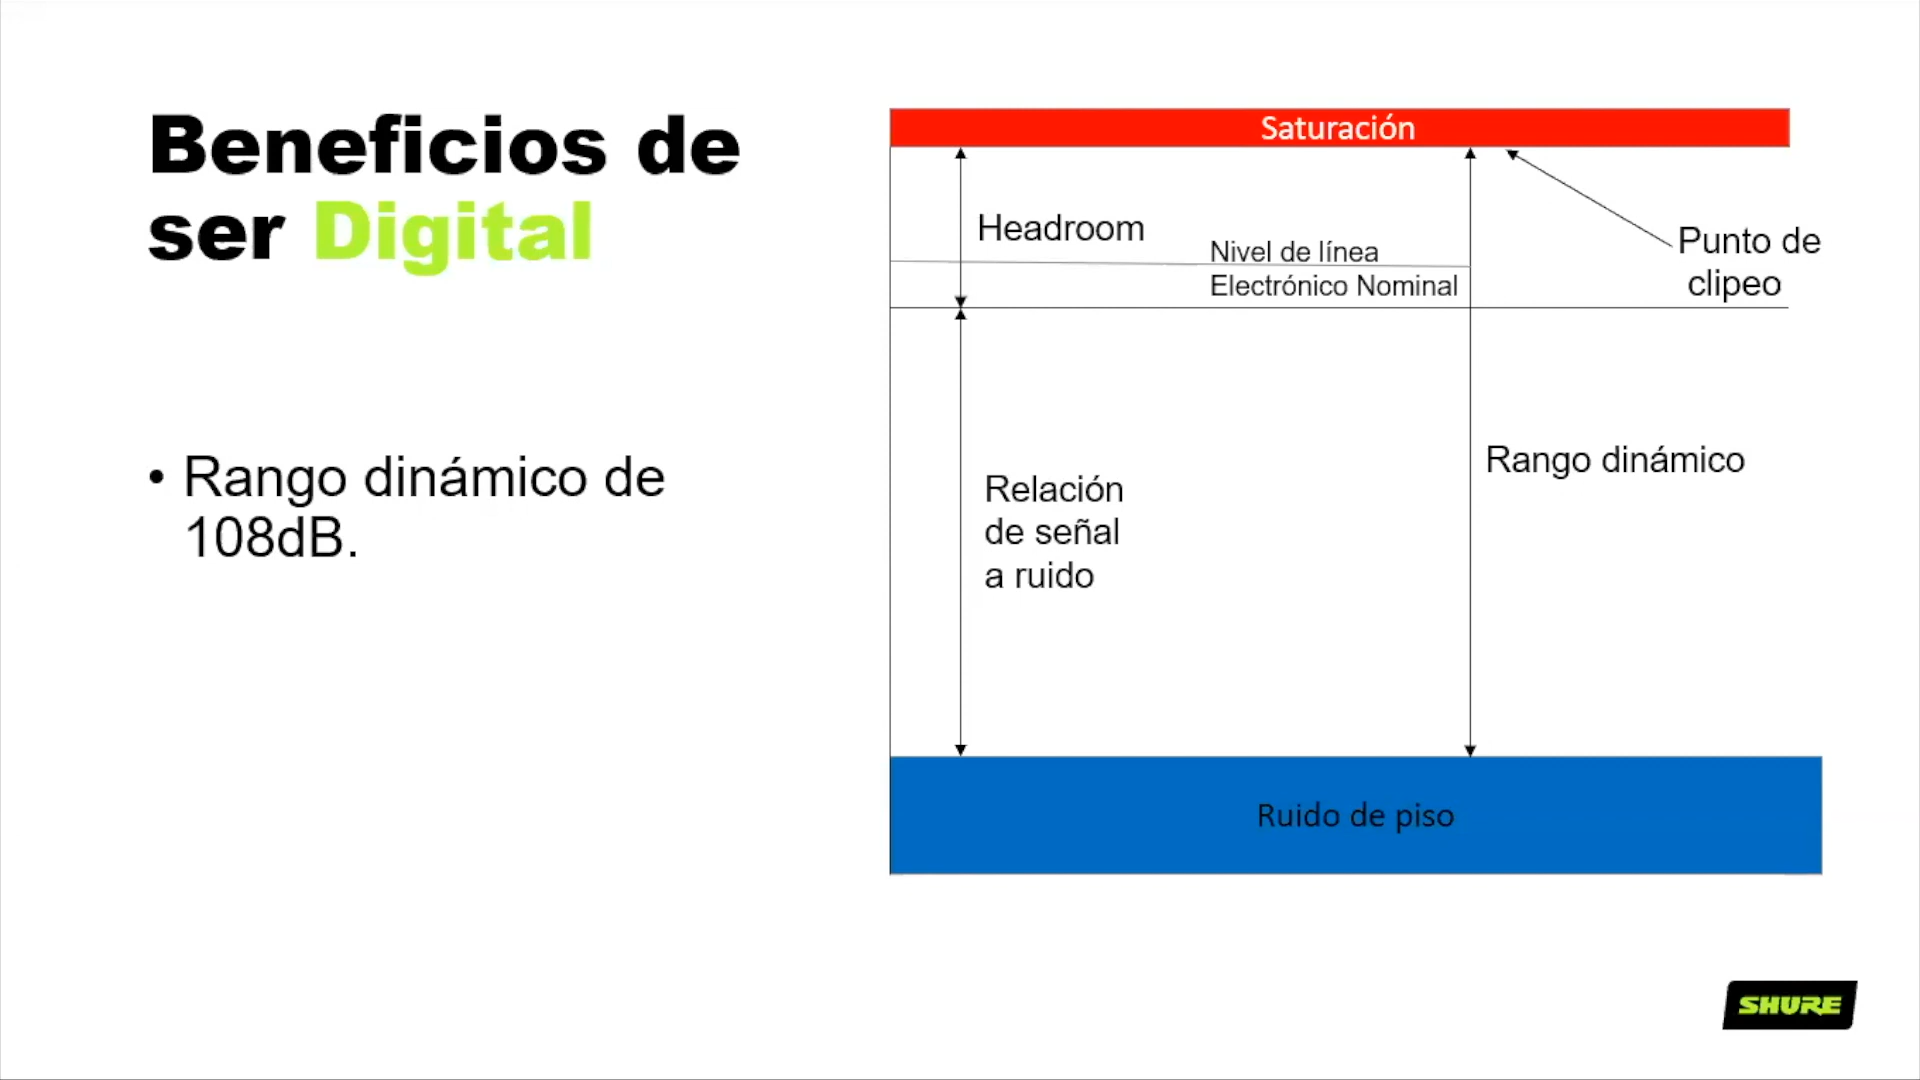 Beneficios de
ser Digital
• Rango dinámico de
108dB.
Saturación
Headroom
Nivel de línea
Electrónico Nominal
Punto de
clipeo
Relación
de señal
a ruido
Rango dinámico
Ruido de piso
SHURE